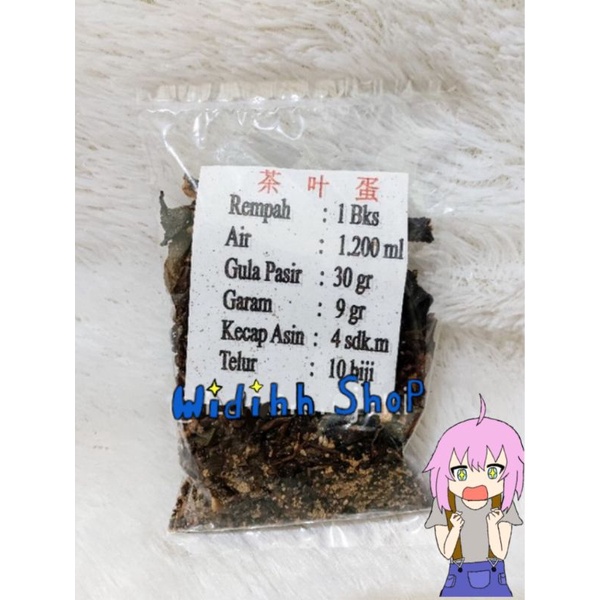 茶叶蛋
Rempah : 1 Bks
Air : 1.200 ml
Gula Pasir : 30 gr
Garam : 9 gr
Kecap Asin : 4 sdk.m
Telur : 10 biji
Widihh Shop